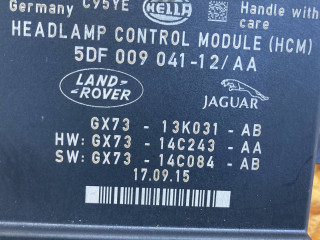 Germany C95YE HELLA Handle with care
HEADLAMP CONTROL MODULE (HCM)
5DF 009 041-12/AA
LAND-
ROVER
JAGUAR
GX73 - 13K031 - AB
HW: GX73 - 14C243 - AA
SW: GX73 - 14C084 - AB
17.09.15